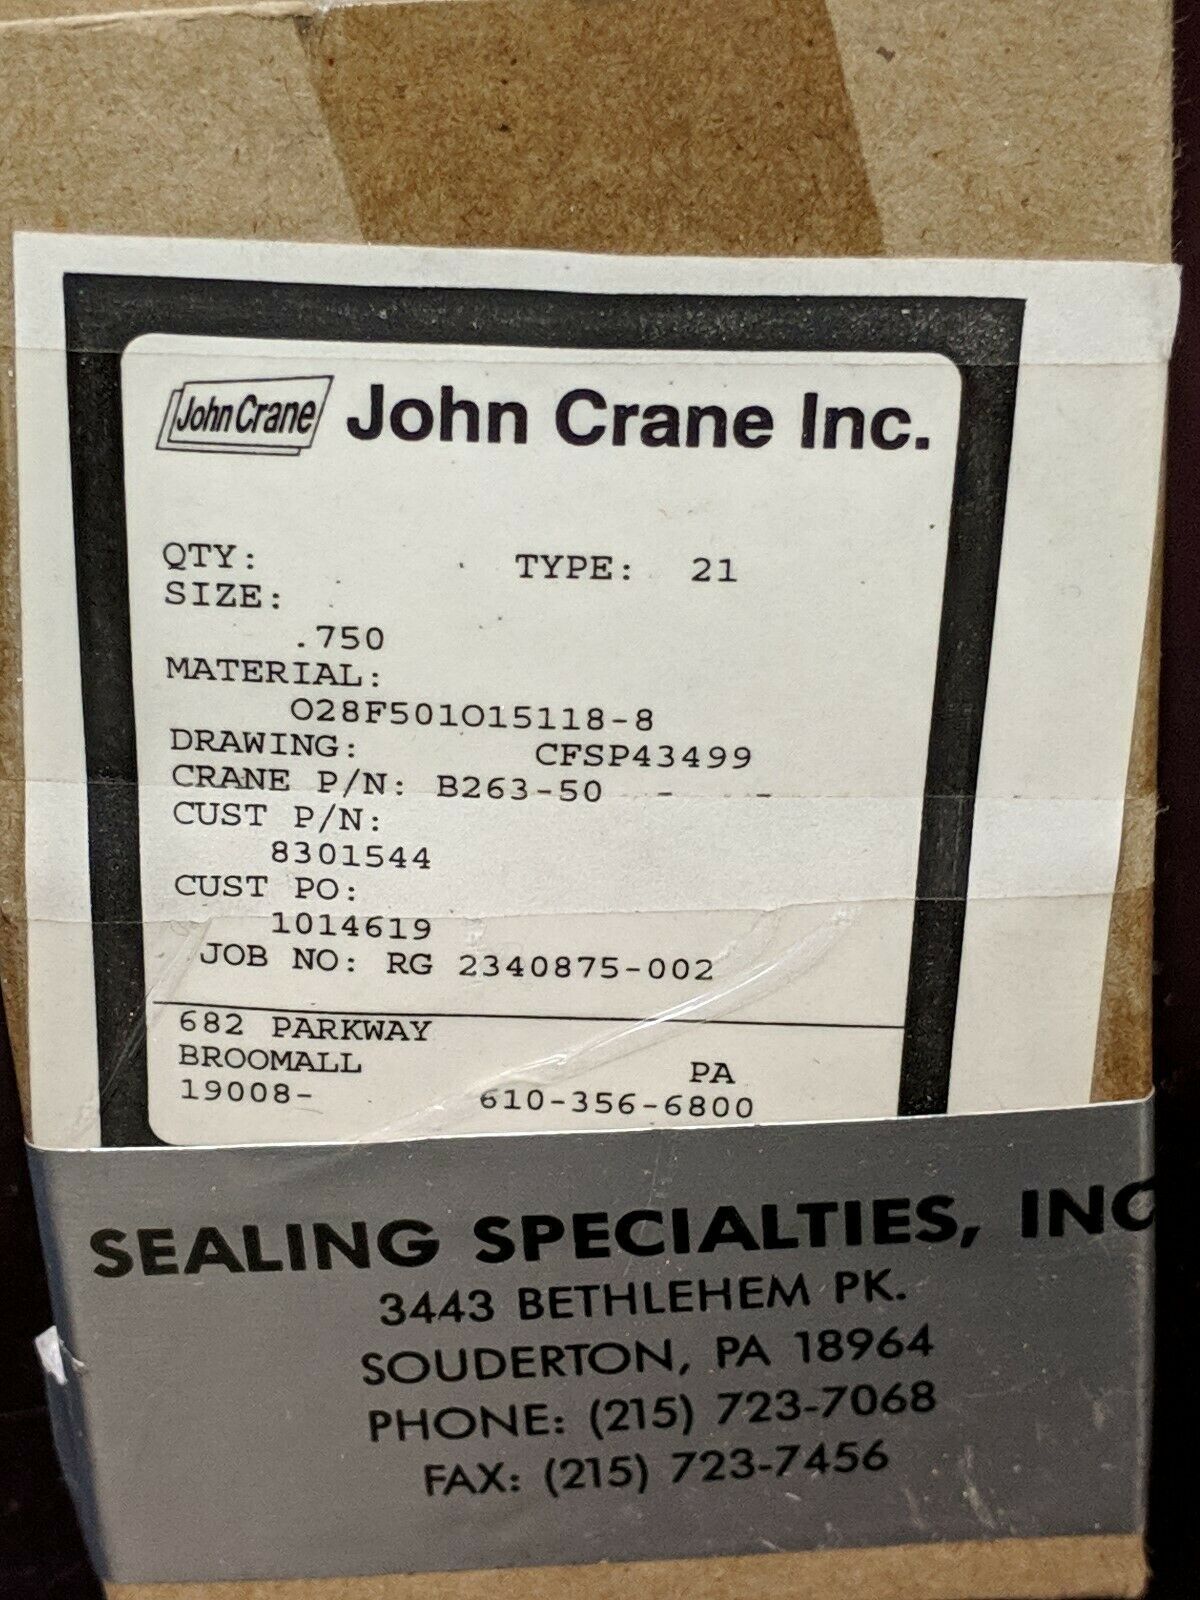 JohnCrane John Crane Inc.
QTY: TYPE: 21
SIZE:
.750
MATERIAL:
O28F501O15118-8
DRAWING: CFSP43499
CRANE P/N: B263-50 - -
CUST P/N:
8301544
CUST PO:
1014619
JOB NO: RG 2340875-002
682 PARKWAY
BROOMALL PA
19008- 610-356-6800
SEALING SPECIALTIES, INC
3443 BETHLEHEM PK.
SOUDERTON, PA 18964
PHONE: (215) 723-7068
FAX: (215) 723-7456